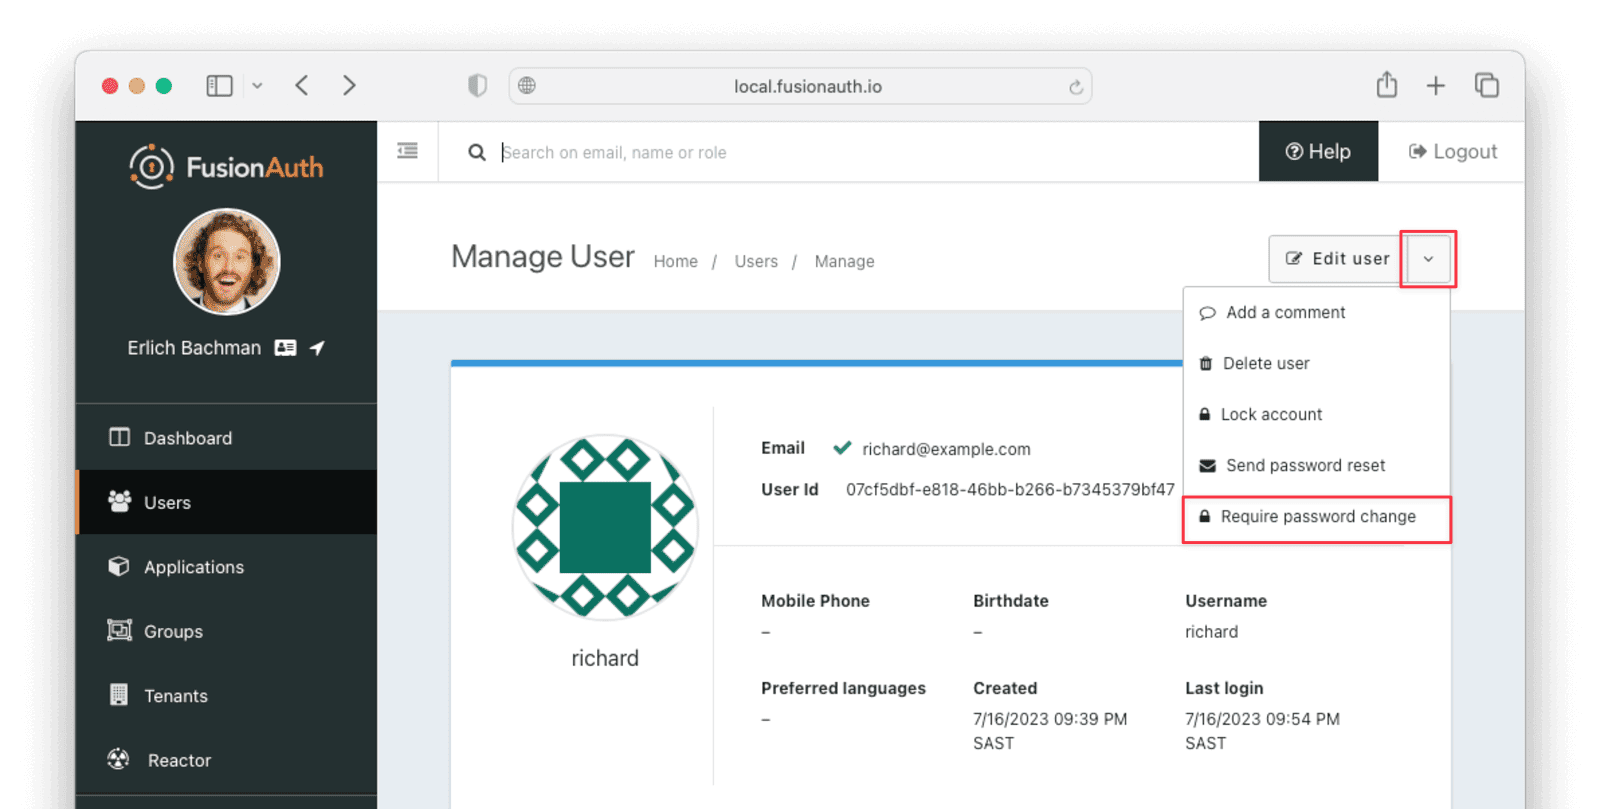 local.fusionauth.io
FusionAuth
Search on email, name or role
Help
Logout
Erlich Bachman
Dashboard
Users
Applications
Groups
Tenants
Reactor
Manage User
Home / Users / Manage
Edit user
Add a comment
Delete user
Lock account
Send password reset
Require password change
richard
Email richard@example.com
User Id 07cf5dbf-e818-46bb-b266-b7345379bf47
Mobile Phone
–
Birthdate
–
Username
richard
Preferred languages
–
Created
7/16/2023 09:39 PM
SAST
Last login
7/16/2023 09:54 PM
SAST